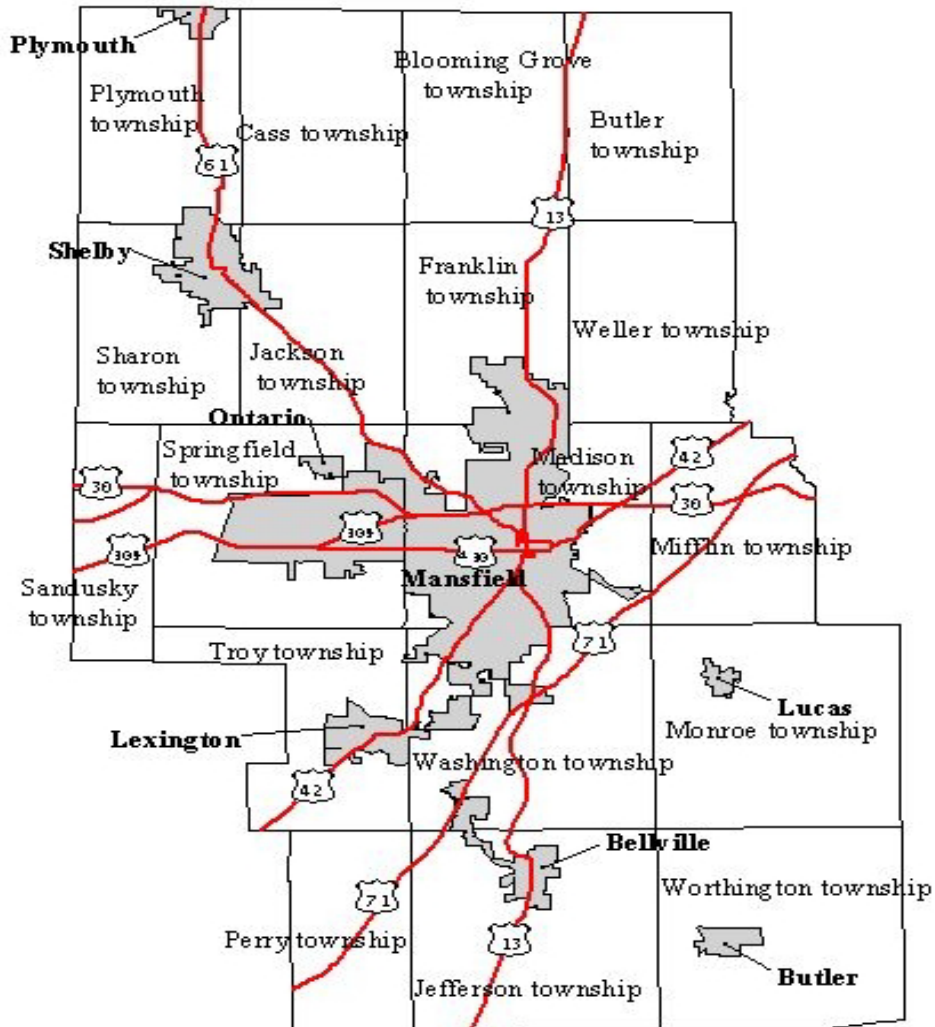 Plymouth
Blooming Grove
township
Plymouth
township
Cass township
Butler
township
61
13
Shelby
Franklin
township
Weller township
Sharon
township
Jackson
township
Ontario
Springfield
township
Madison
township
42
30
30
309
309
430
Mifflin township
Mansfield
Sandusky
township
71
Troy township
Lucas
Monroe township
Lexington
Washington township
42
Bellville
Worthington township
71
Perry township
13
Butler
Jefferson township